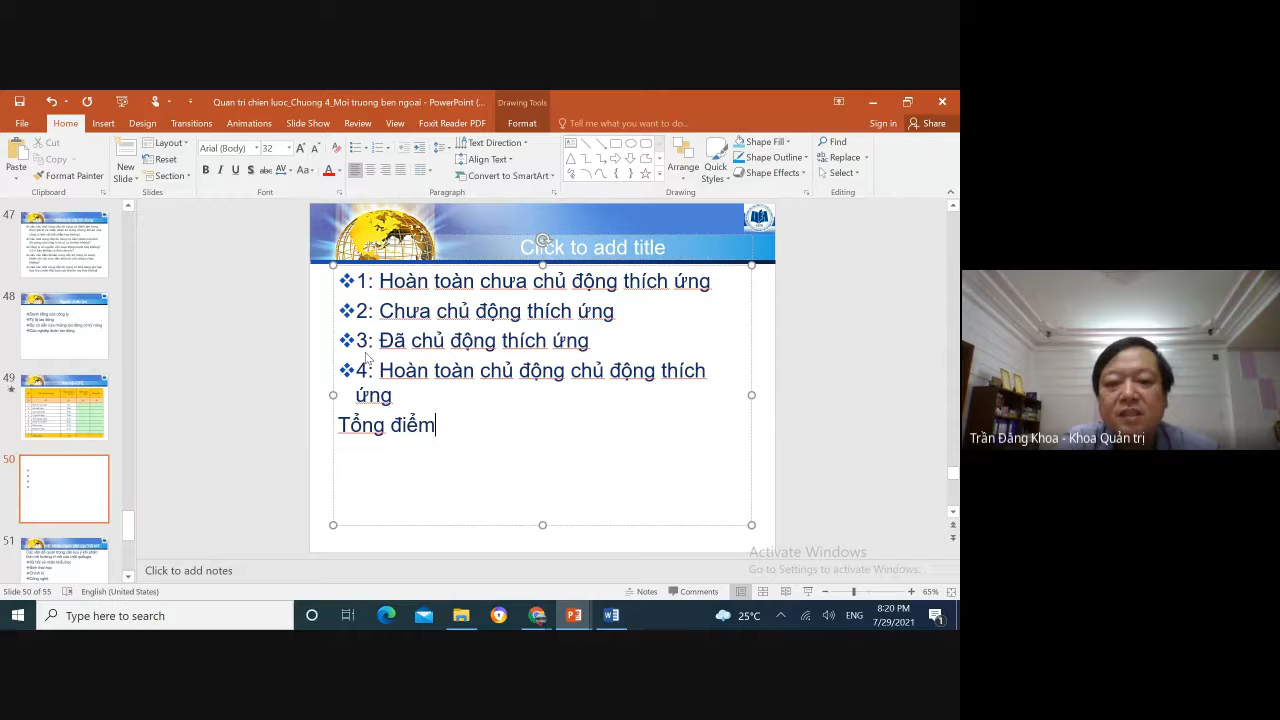 Quan tri chien luoc_Chuong 4_Moi truong ben ngoai - PowerPoint (...
Drawing Tools
File
Home
Insert
Design
Transitions
Animations
Slide Show
Review
View
Foxit Reader PDF
Format
Tell me what you want to do...
Sign in
Share
Paste
Cut
Copy
Format Painter
Clipboard
New
Slide
Layout
Reset
Section
Slides
Arial (Body)
32
B I U S abc AV Aa A
Font
Text Direction
Align Text
Convert to SmartArt
Paragraph
Arrange
Quick
Styles
Shape Fill
Shape Outline
Shape Effects
Drawing
Find
Replace
Select
Editing
47
48
49
50
51
Click to add title
1: Hoàn toàn chưa chủ động thích ứng
2: Chưa chủ động thích ứng
3: Đã chủ động thích ứng
4: Hoàn toàn chủ động chủ động thích
ứng
Tổng điểm
Trần Đăng Khoa - Khoa Quản trị
Activate Windows
Go to Settings to activate Windows.
Click to add notes
Slide 50 of 55
English (United States)
Notes
Comments
65%
Type here to search
25°C
ENG
8:20 PM
7/29/2021
1